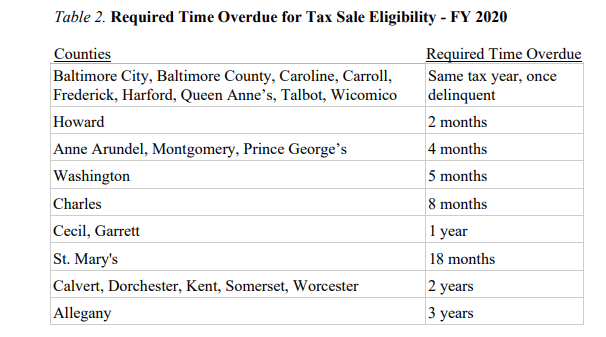 Table 2. Required Time Overdue for Tax Sale Eligibility - FY 2020
Counties Required Time Overdue
Baltimore City, Baltimore County, Caroline, Carroll, Same tax year, once
Frederick, Harford, Queen Anne’s, Talbot, Wicomico delinquent
Howard 2 months
Anne Arundel, Montgomery, Prince George’s 4 months
Washington 5 months
Charles 8 months
Cecil, Garrett 1 year
St. Mary's 18 months
Calvert, Dorchester, Kent, Somerset, Worcester 2 years
Allegany 3 years